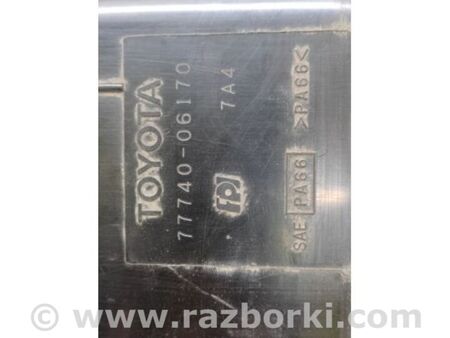 TOYOTA
77740-06170
7A4
SAE PA66 >PA66<
© www.razborki.com